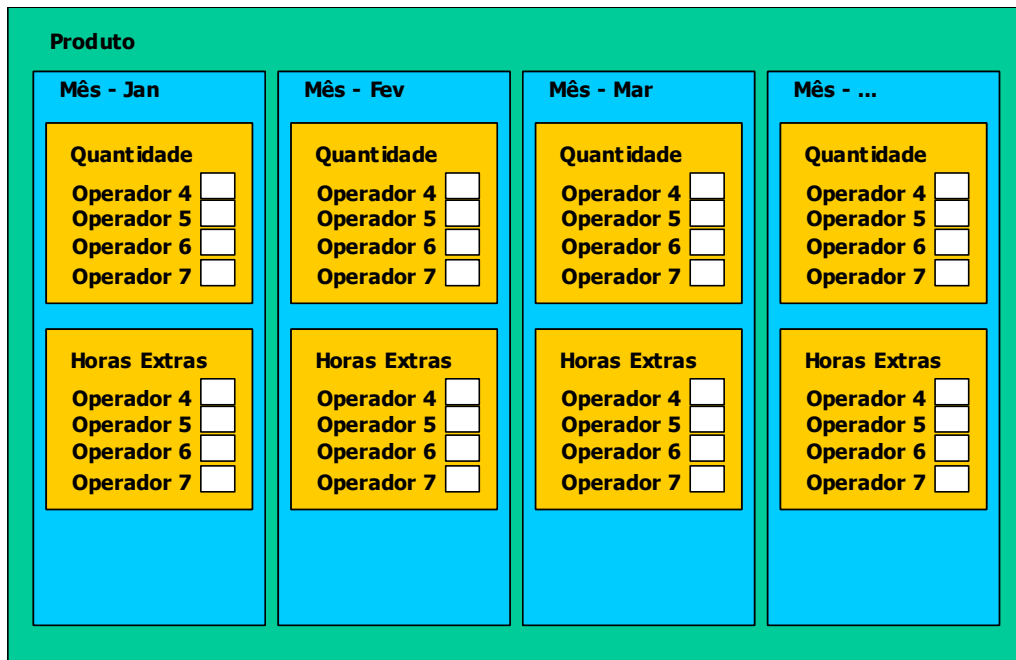 Produto
Mês - Jan
Quantidade
Operador 4
Operador 5
Operador 6
Operador 7
Horas Extras
Operador 4
Operador 5
Operador 6
Operador 7
Mês - Fev
Quantidade
Operador 4
Operador 5
Operador 6
Operador 7
Horas Extras
Operador 4
Operador 5
Operador 6
Operador 7
Mês - Mar
Quantidade
Operador 4
Operador 5
Operador 6
Operador 7
Horas Extras
Operador 4
Operador 5
Operador 6
Operador 7
Mês - ...
Quantidade
Operador 4
Operador 5
Operador 6
Operador 7
Horas Extras
Operador 4
Operador 5
Operador 6
Operador 7